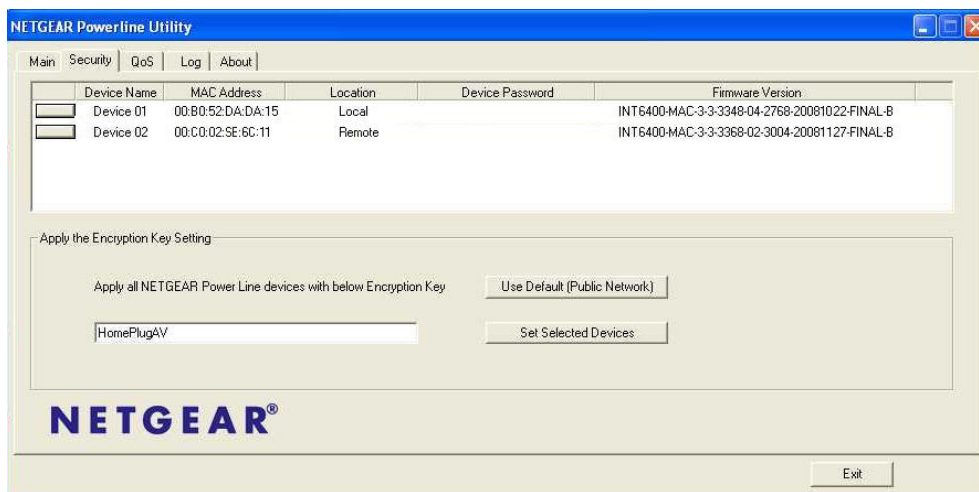 NETGEAR Powerline Utility
Main Security QoS Log About
Device Name MAC Address Location Device Password Firmware Version
Device 01 00:B0:52:DA:DA:15 Local INT6400-MAC-3-3-3348-04-2768-20081022-FINAL-B
Device 02 00:C0:02:SE:6C:11 Remote INT6400-MAC-3-3-3368-02-3004-20081127-FINAL-B
Apply the Encryption Key Setting
Apply all NETGEAR Power Line devices with below Encryption Key Use Default (Public Network)
HomePlugAV Set Selected Devices
NETGEAR®
Exit